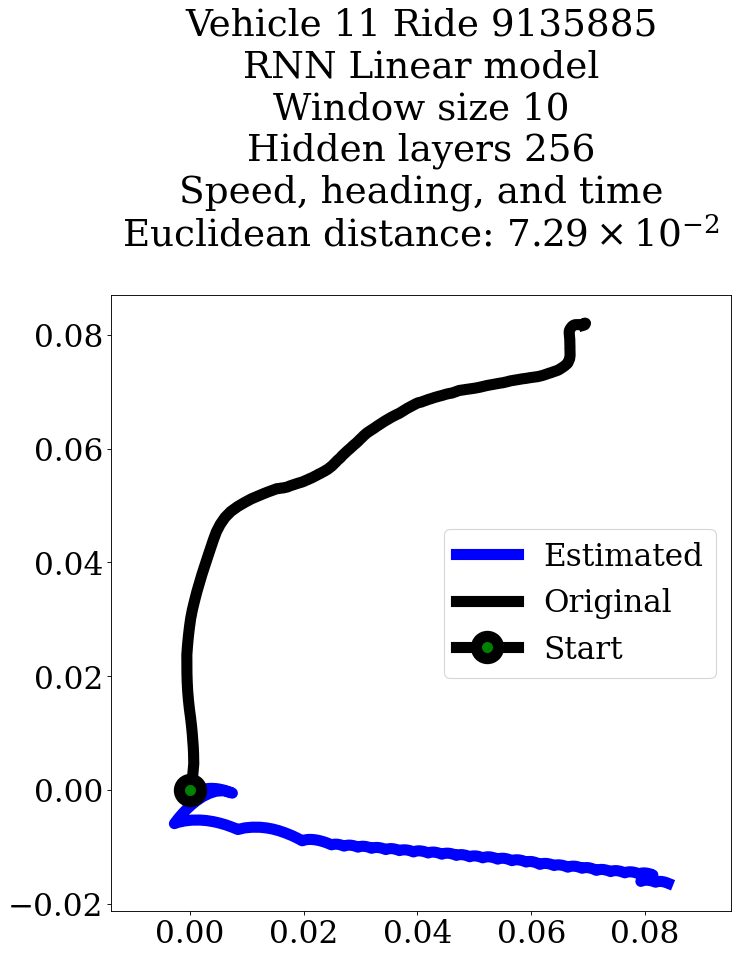 Vehicle 11 Ride 9135885
RNN Linear model
Window size 10
Hidden layers 256
Speed, heading, and time
Euclidean distance: 7.29 × 10⁻²
0.08
0.06
0.04
0.02
0.00
−0.02
Estimated
Original
Start
0.00 0.02 0.04 0.06 0.08